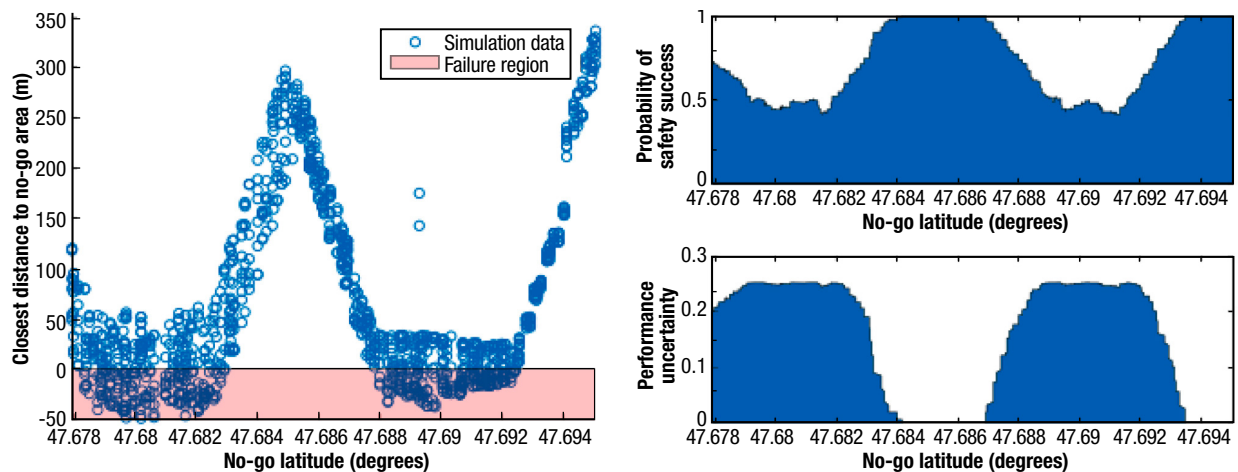 350
300
250
200
150
100
50
0
-50
Closest distance to no-go area (m)
Simulation data
Failure region
47.678 47.68 47.682 47.684 47.686 47.688 47.69 47.692 47.694
No-go latitude (degrees)
1
0.5
0
Probability of
safety success
47.678 47.68 47.682 47.684 47.686 47.688 47.69 47.692 47.694
No-go latitude (degrees)
0.3
0.2
0.1
0
Performance
uncertainty
47.678 47.68 47.682 47.684 47.686 47.688 47.69 47.692 47.694
No-go latitude (degrees)